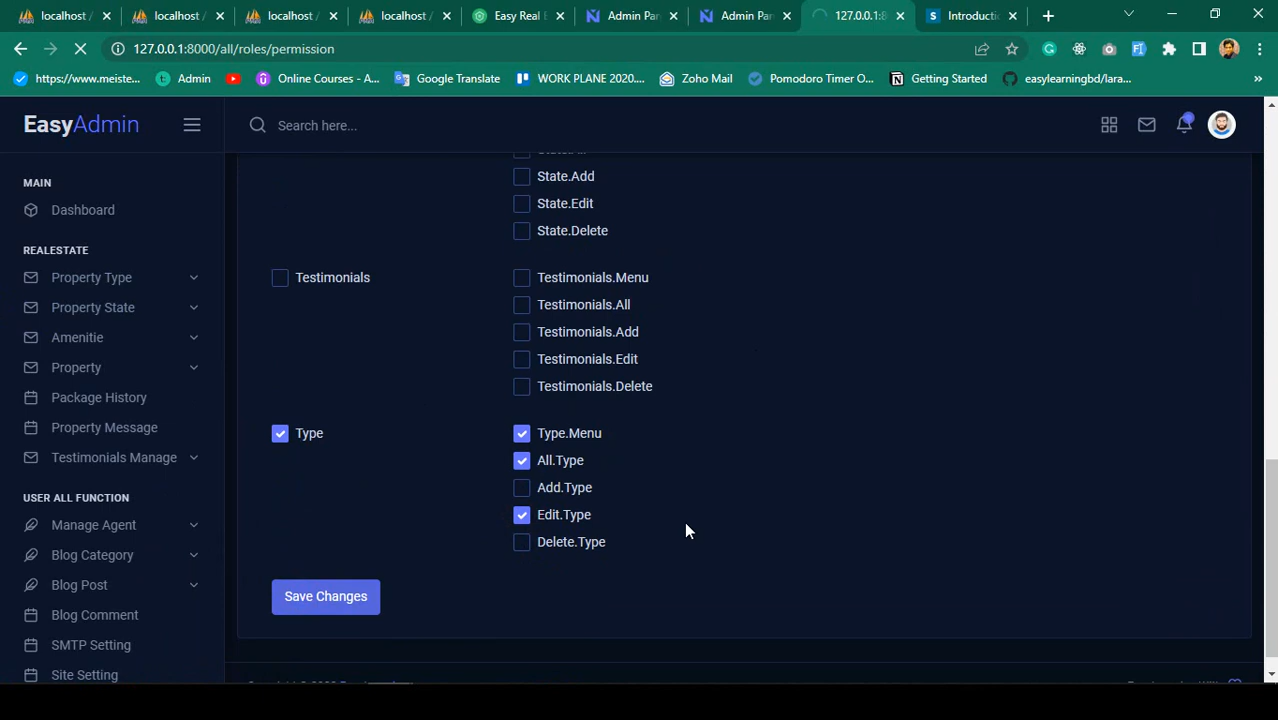 localhost /
localhost /
localhost /
localhost /
Easy Real E
Admin Pan
Admin Pan
127.0.0.1:8
Introductio
127.0.0.1:8000/all/roles/permission
https://www.meiste...
Admin
Online Courses - A...
Google Translate
WORK PLANE 2020....
Zoho Mail
Pomodoro Timer On...
Getting Started
easylearningbd/lara...
EasyAdmin
Search here...
MAIN
Dashboard
REALESTATE
Property Type
Property State
Amenitie
Property
Package History
Property Message
Testimonials Manage
USER ALL FUNCTION
Manage Agent
Blog Category
Blog Post
Blog Comment
SMTP Setting
Site Setting
State.Add
State.Edit
State.Delete
Testimonials
Testimonials.Menu
Testimonials.All
Testimonials.Add
Testimonials.Edit
Testimonials.Delete
Type
Type.Menu
All.Type
Add.Type
Edit.Type
Delete.Type
Save Changes